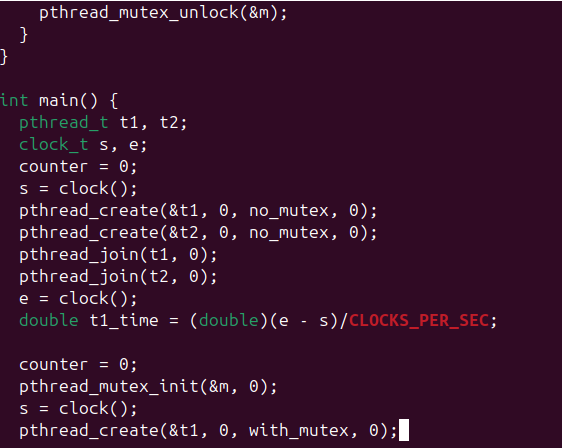 pthread_mutex_unlock(&m);
  }
}

int main() {
  pthread_t t1, t2;
  clock_t s, e;
  counter = 0;
  s = clock();
  pthread_create(&t1, 0, no_mutex, 0);
  pthread_create(&t2, 0, no_mutex, 0);
  pthread_join(t1, 0);
  pthread_join(t2, 0);
  e = clock();
  double t1_time = (double)(e - s)/CLOCKS_PER_SEC;

  counter = 0;
  pthread_mutex_init(&m, 0);
  s = clock();
  pthread_create(&t1, 0, with_mutex, 0);